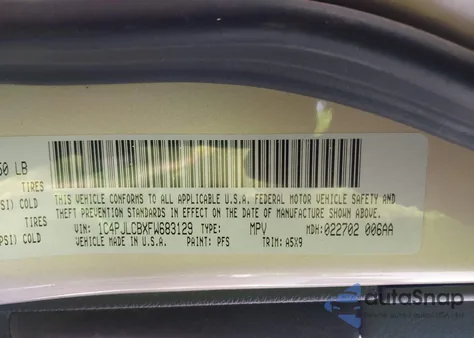 50 LB
TIRES
PSI) COLD
TIRES
PSI) COLD
THIS VEHICLE CONFORMS TO ALL APPLICABLE U.S.A. FEDERAL MOTOR VEHICLE SAFETY AND
THEFT PREVENTION STANDARDS IN EFFECT ON THE DATE OF MANUFACTURE SHOWN ABOVE.
VIN: 1C4PJLCBXFW683129 TYPE: MPV MDH: 022702 006AA
VEHICLE MADE IN U.S.A. PAINT: PFS TRIM: A5X9
autoSnap